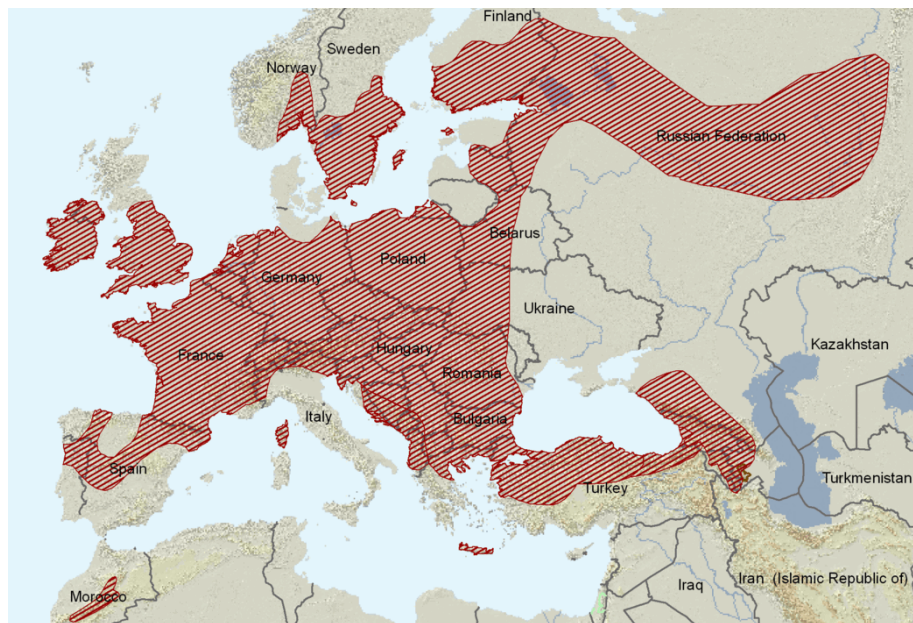 Finland
Sweden
Norway
Russian Federation
Belarus
Poland
Germany
Ukraine
Kazakhstan
Hungary
France
Romania
Bulgaria
Italy
Spain
Turkey
Turkmenistan
Iran (Islamic Republic of)
Iraq
Morocco